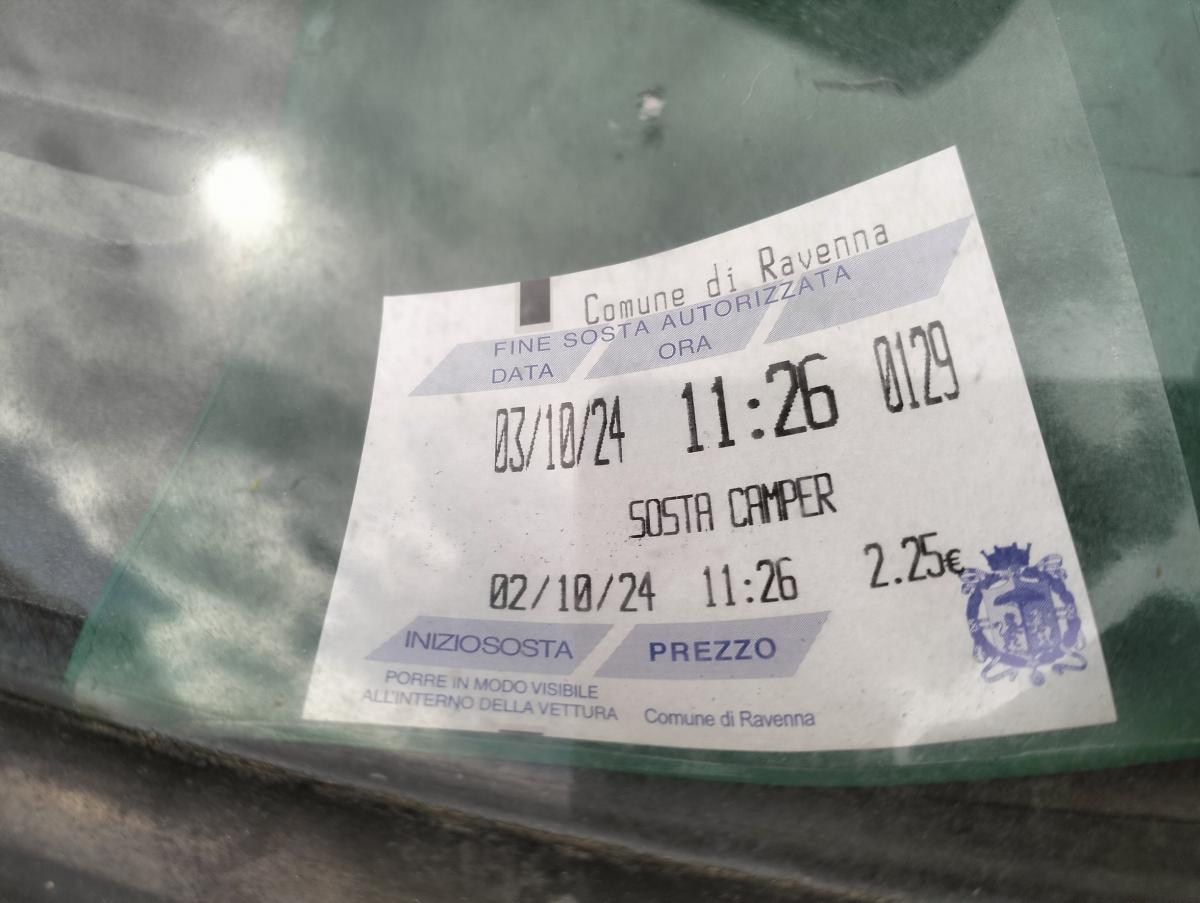 Comune di Ravenna
FINE SOSTA AUTORIZZATA
DATA ORA
03/10/24 11:26 0129
SOSTA CAMPER
02/10/24 11:26 2.25€
INIZIOSOSTA PREZZO
PORRE IN MODO VISIBILE
ALL'INTERNO DELLA VETTURA
Comune di Ravenna